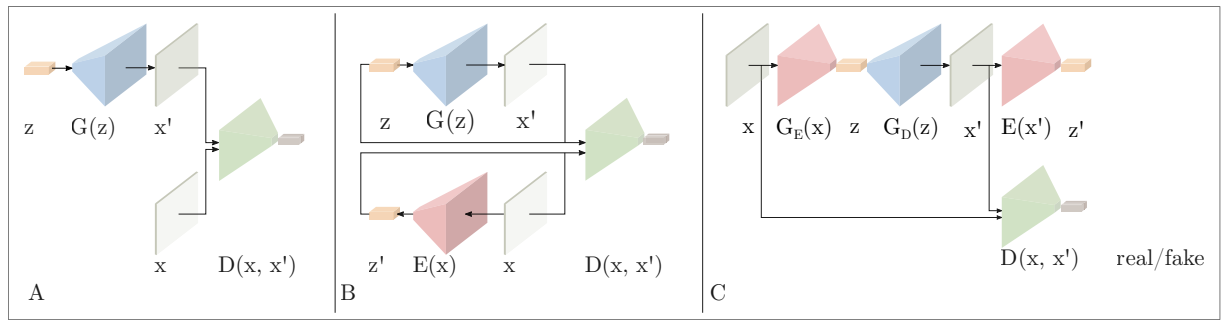 z G(z) x'
x D(x, x')
A
z G(z) x'
z' E(x) x D(x, x')
B
x G_E(x) z G_D(z) x' E(x') z'
D(x, x') real/fake
C